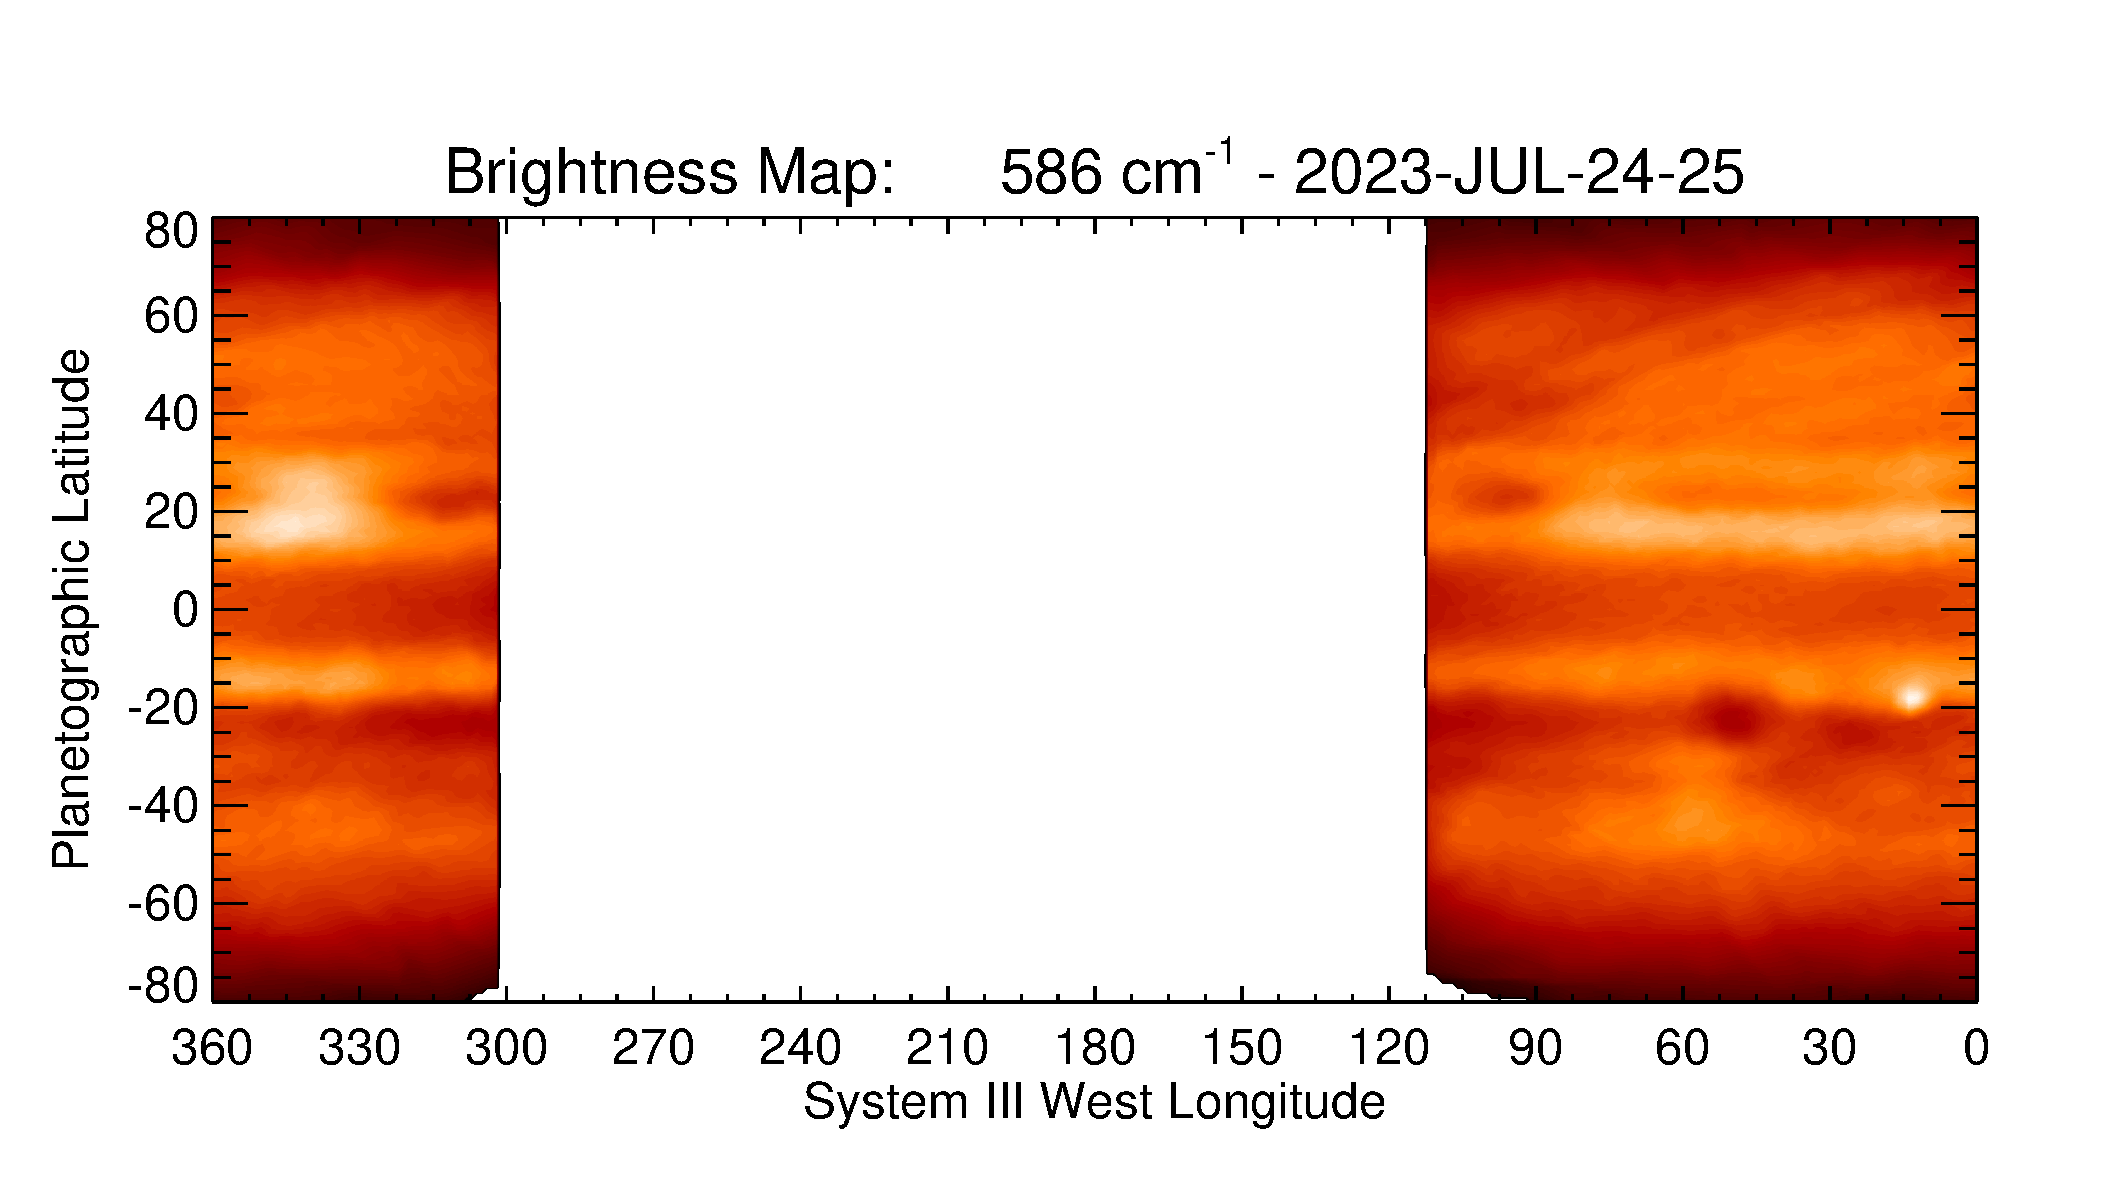 Brightness Map: 586 cm-1 - 2023-JUL-24-25
80
60
40
20
0
-20
-40
-60
-80
Planetographic Latitude
360 330 300 270 240 210 180 150 120 90 60 30 0
System III West Longitude